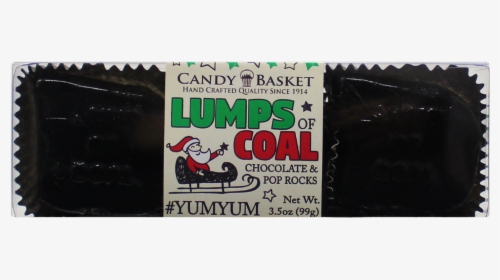 CANDY BASKET
HAND CRAFTED QUALITY SINCE 1914
LUMPS OF
COAL
CHOCOLATE &
POP ROCKS
#YUMYUM
Net Wt.
3.5oz (99g)